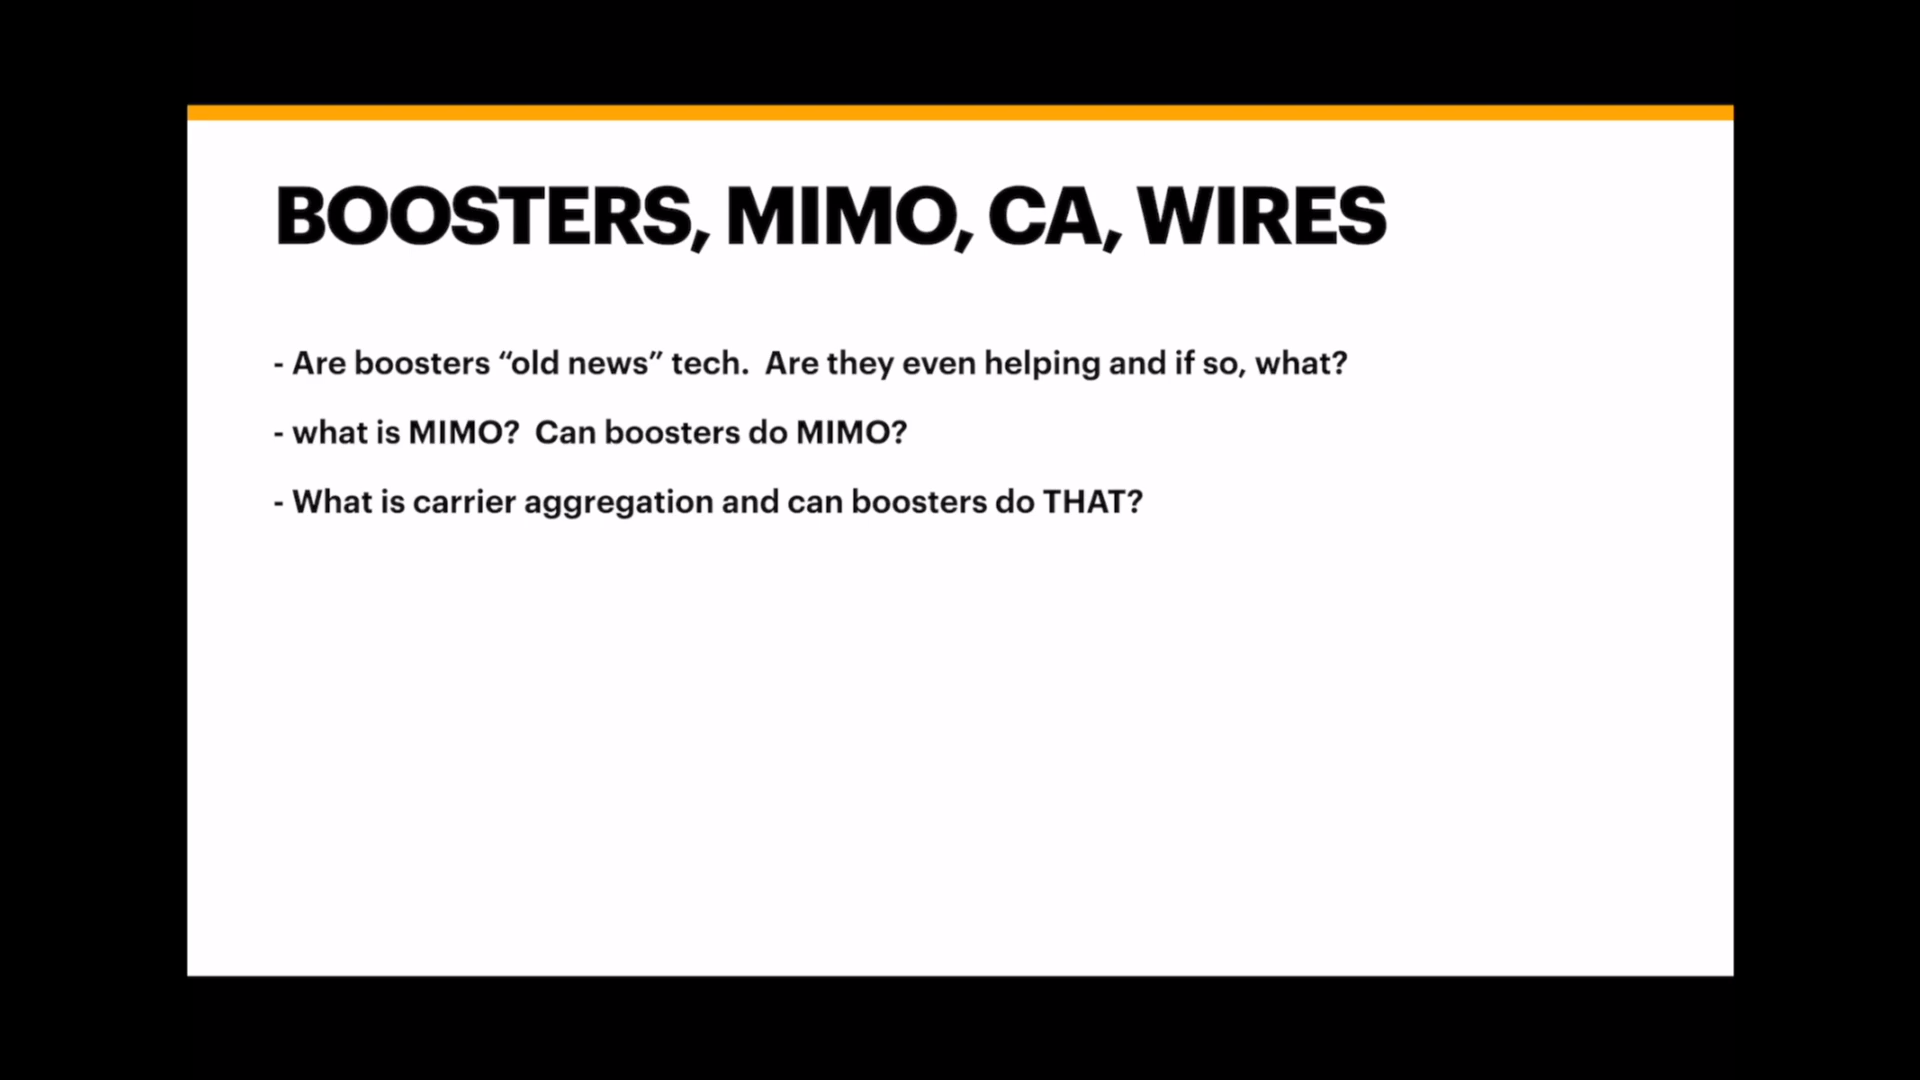 BOOSTERS, MIMO, CA, WIRES
- Are boosters “old news” tech.  Are they even helping and if so, what?
- what is MIMO?  Can boosters do MIMO?
- What is carrier aggregation and can boosters do THAT?